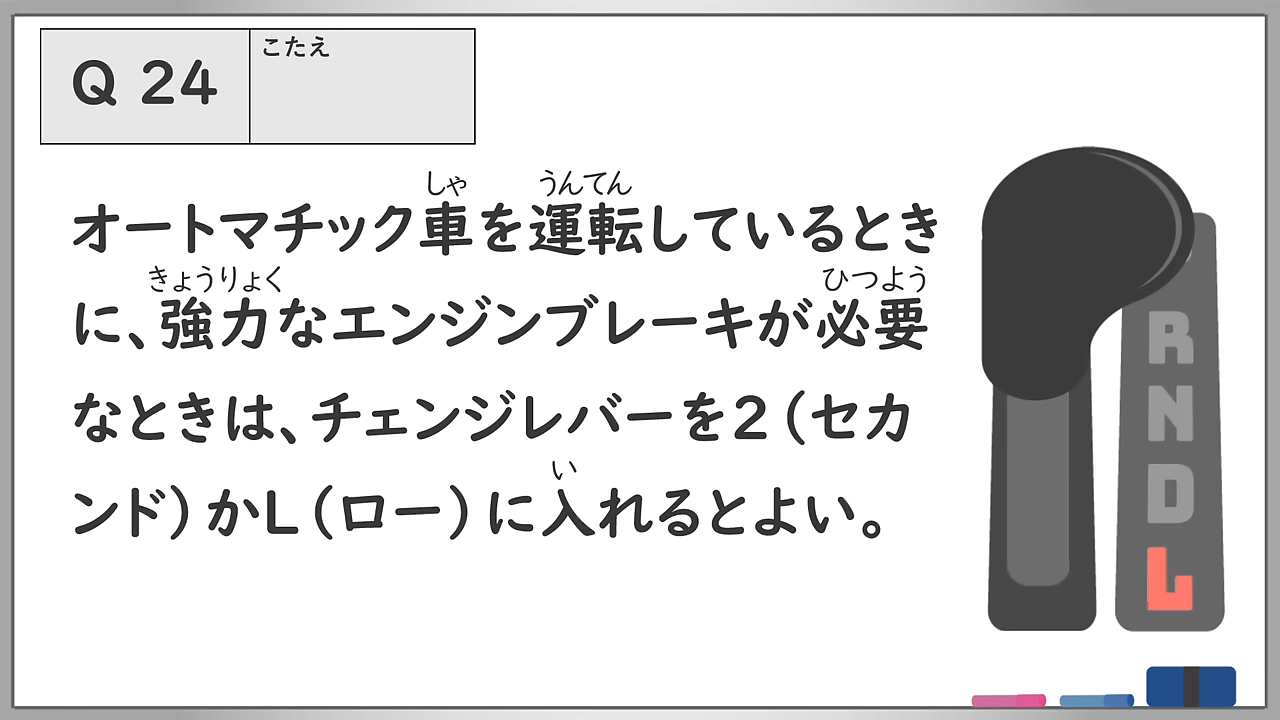 Q 24
こたえ
しゃ うんてん
オートマチック車を運転しているとき
きょうりょく ひつよう
に、強力なエンジンブレーキが必要
なときは、チェンジレバーを2(セカ
い
ンド)かL(ロー)に入れるとよい。
R
N
D
L